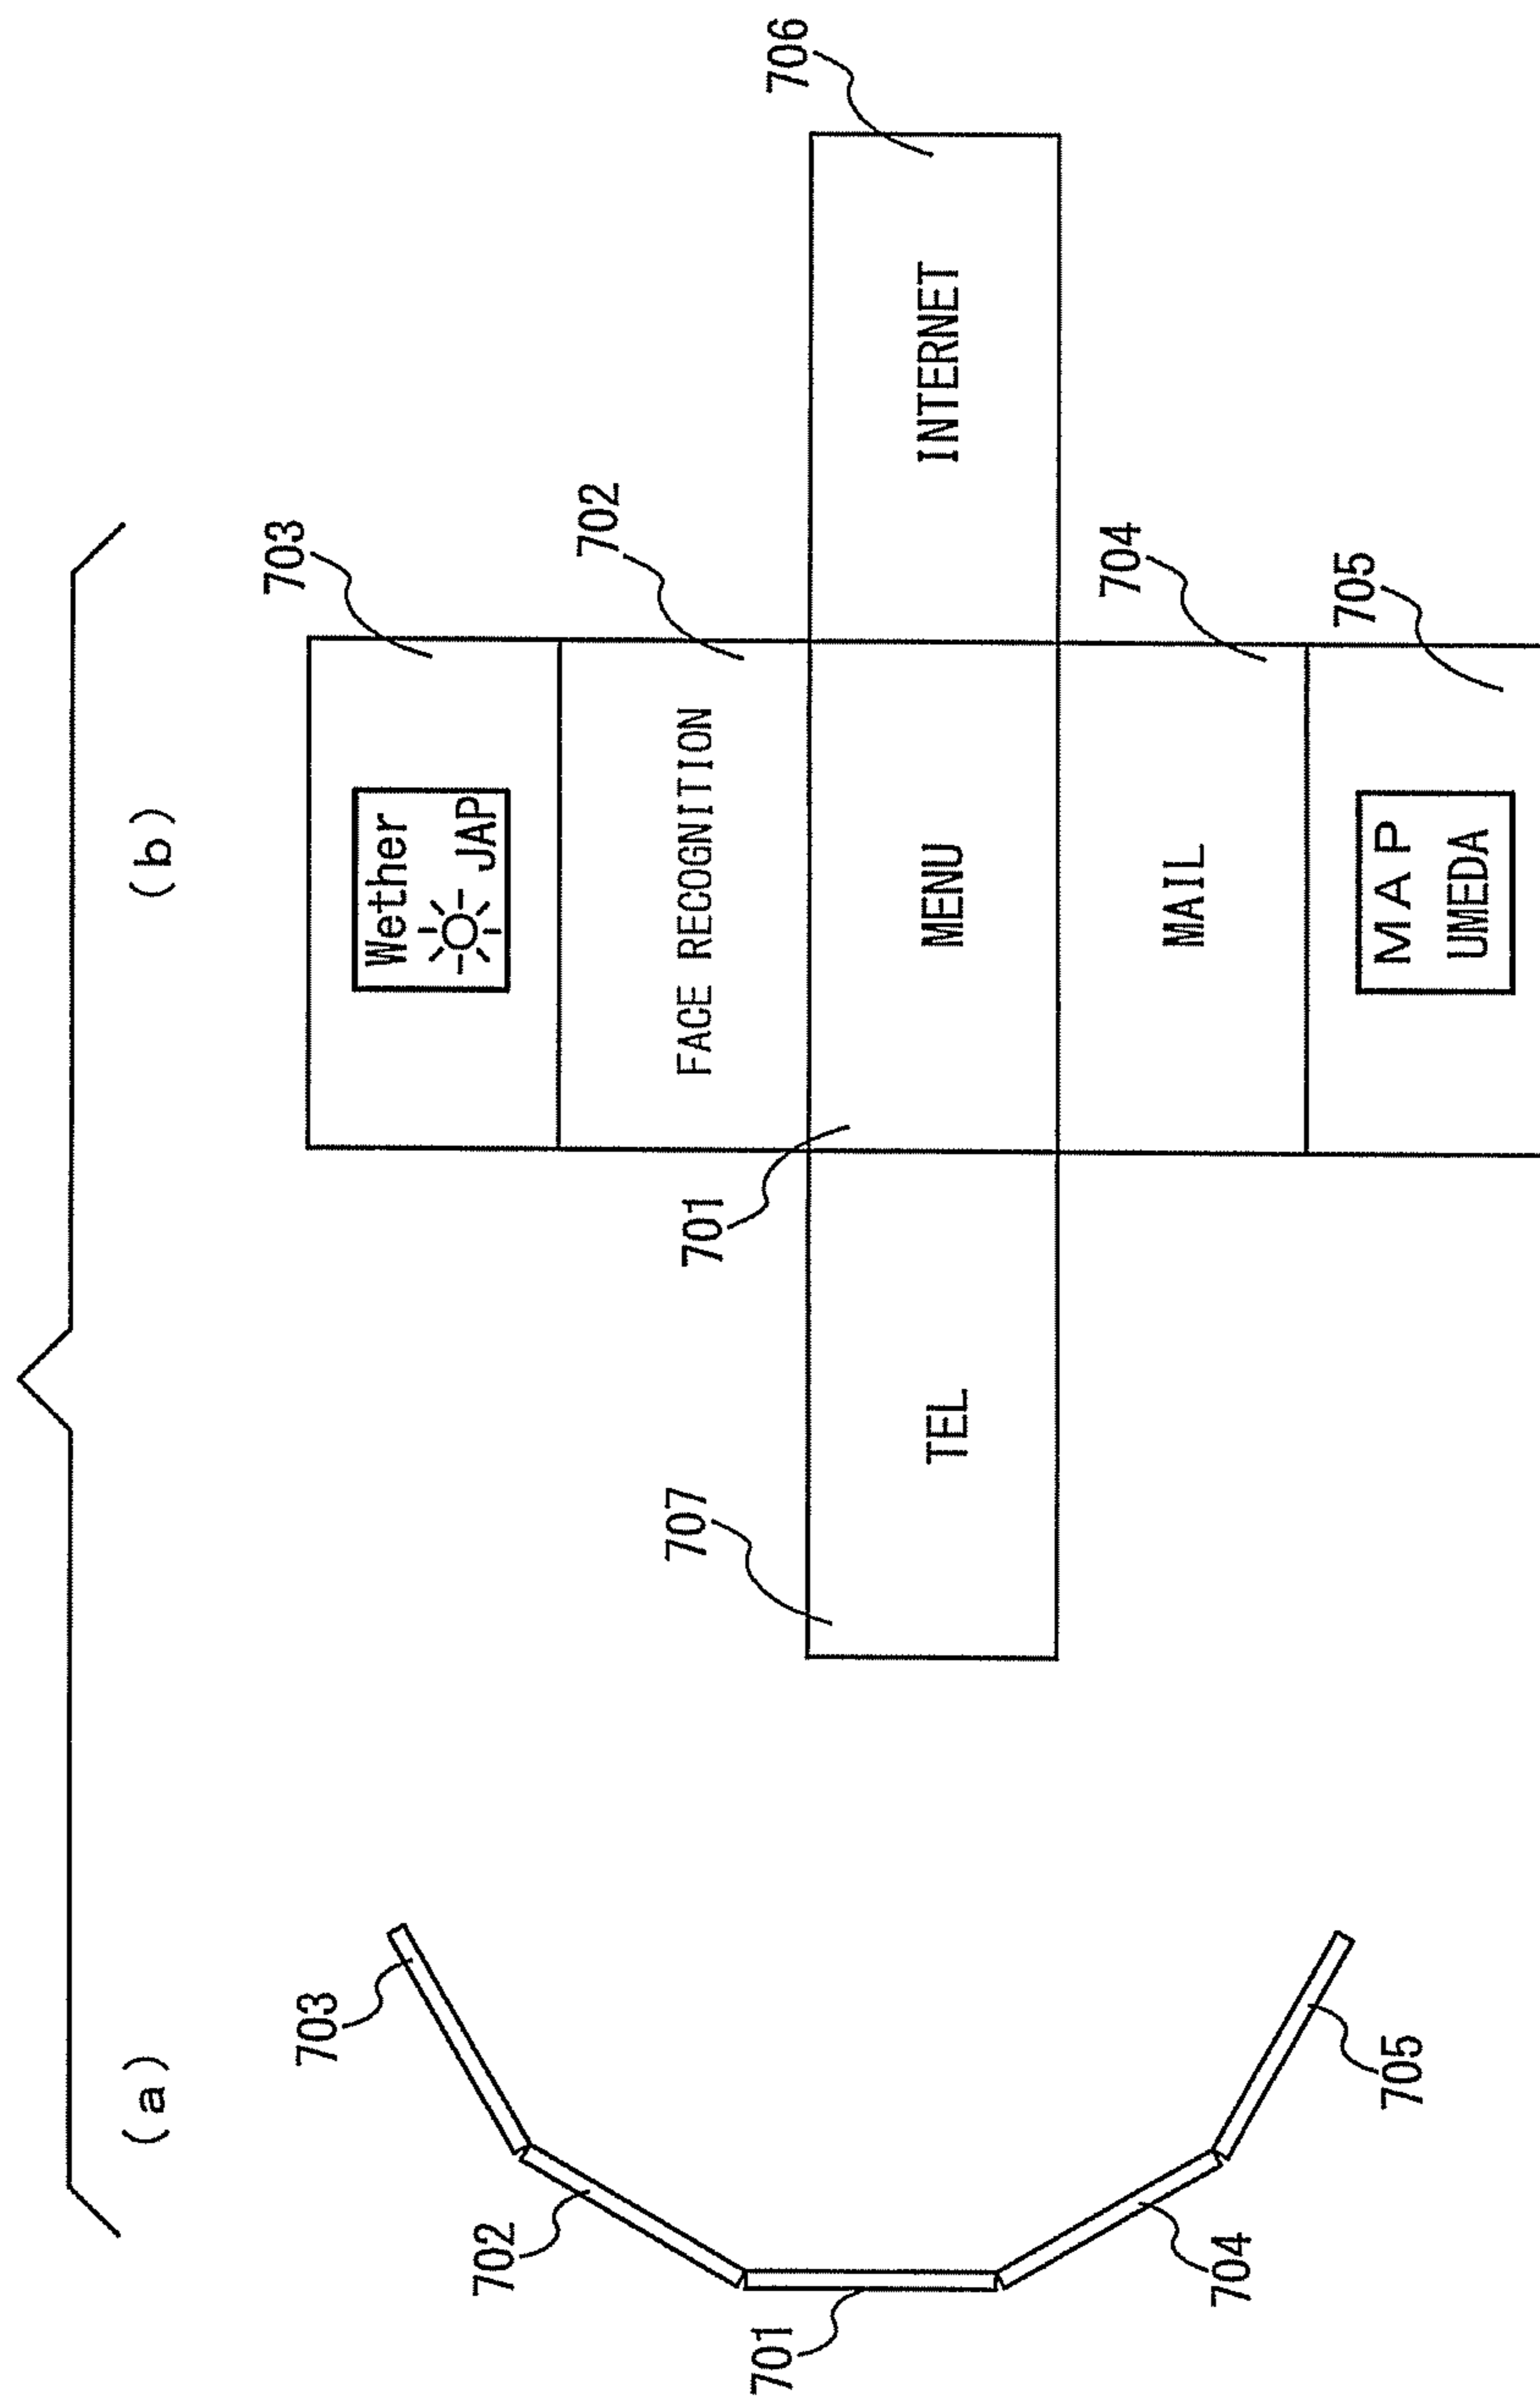 (a)
703
702
701
704
705
(b)
703
Wether
JAP
702
FACE RECOGNITION
701
MENU
707
TEL
706
INTERNET
704
MAIL
705
MAP
UMEDA